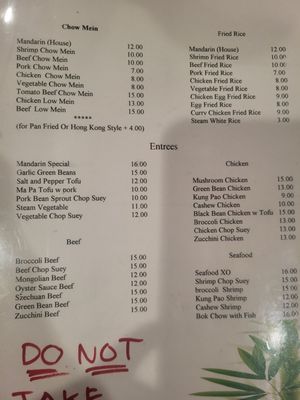 Chow Mein
Mandarin (House) 12.00
Shrimp Chow Mein 10.00
Beef Chow Mein 10.00
Pork Chow Mein 7.00
Chicken Chow Mein 8.00
Vegetable Chow Mein 8.00
Tomato Beef Chow Mein 15.00
Chicken Low Mein 13.00
Beef Low Mein 15.00
*****
(for Pan Fried Or Hong Kong Style + 4.00)
Fried Rice
Mandarin (House) 12.00
Shrimp Fried Rice 10.00
Beef Fried Rice 10.00
Pork Fried Rice 7.00
Chicken Fried Rice 8.00
Vegetable Fried Rice 8.00
Chicken Egg Fried Rice 9.00
Egg Fried Rice 8.00
Curry Chicken Fried Rice 13.00
Steam White Rice 3.00
Entrees
Mandarin Special 16.00
Garlic Green Beans 15.00
Salt and Pepper Tofu 12.00
Ma Pa Tofu w pork 10.00
Pork Bean Sprout Chop Suey 10.00
Steam Vegetable 11.00
Vegetable Chop Suey 12.00
Chicken
Mushroom Chicken 15.00
Green Bean Chicken 13.00
Kung Pao Chicken 9.00
Cashew Chicken 10.00
Black Bean Chicken w Tofu 15.00
Broccoli Chicken 13.00
Chicken Chop Suey 13.00
Zucchini Chicken 13.00
Beef
Broccoli Beef 15.00
Beef Chop Suey 15.00
Mongolian Beef 12.00
Oyster Sauce Beef 12.00
Szechuan Beef 15.00
Green Bean Beef 15.00
Zucchini Beef 15.00
Seafood
Seafood XO 16.00
Shrimp Chop Suey 15.00
broccoli Shrimp 15.00
Kung Pao Shrimp 12.00
Cashew Shrimp 12.00
Bok Chow with Fish 16.00
DO NOT
TAKE